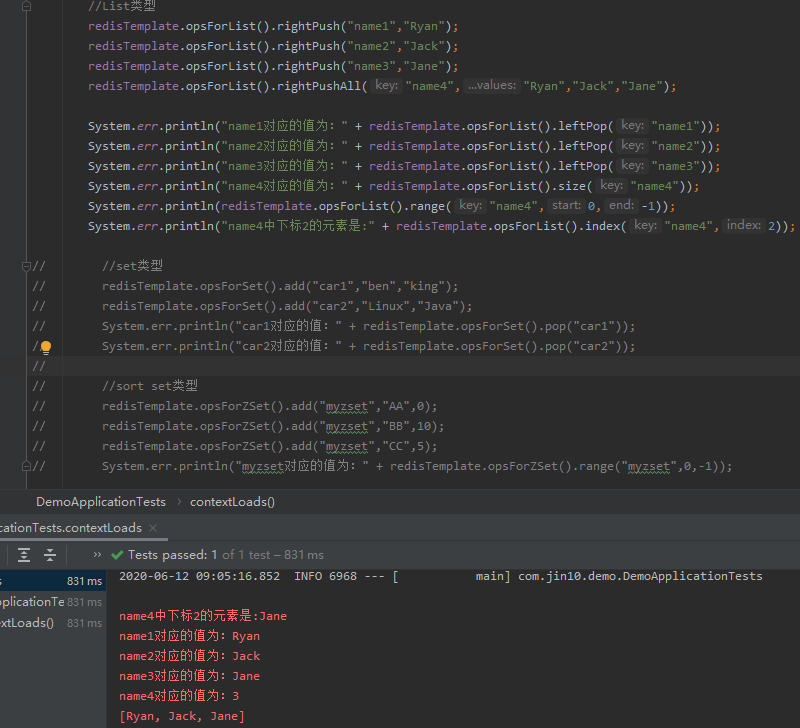 //List类型
redisTemplate.opsForList().rightPush("name1","Ryan");
redisTemplate.opsForList().rightPush("name2","Jack");
redisTemplate.opsForList().rightPush("name3","Jane");
redisTemplate.opsForList().rightPushAll( key: "name4", ...values: "Ryan","Jack","Jane");
System.err.println("name1对应的值为：" + redisTemplate.opsForList().leftPop( key: "name1"));
System.err.println("name2对应的值为：" + redisTemplate.opsForList().leftPop( key: "name2"));
System.err.println("name3对应的值为：" + redisTemplate.opsForList().leftPop( key: "name3"));
System.err.println("name4对应的值为：" + redisTemplate.opsForList().size( key: "name4"));
System.err.println(redisTemplate.opsForList().range( key: "name4", start: 0, end: -1));
System.err.println("name4中下标2的元素是:" + redisTemplate.opsForList().index( key: "name4", index: 2));
// //set类型
// redisTemplate.opsForSet().add("car1","ben","king");
// redisTemplate.opsForSet().add("car2","Linux","Java");
// System.err.println("car1对应的值：" + redisTemplate.opsForSet().pop("car1"));
/ System.err.println("car2对应的值：" + redisTemplate.opsForSet().pop("car2"));
//
// //sort set类型
// redisTemplate.opsForZSet().add("myzset","AA",0);
// redisTemplate.opsForZSet().add("myzset","BB",10);
// redisTemplate.opsForZSet().add("myzset","CC",5);
// System.err.println("myzset对应的值为：" + redisTemplate.opsForZSet().range("myzset",0,-1));
DemoApplicationTests › contextLoads()
cationTests.contextLoads ×
» Tests passed: 1 of 1 test – 831 ms
s 831 ms
pplicationTe 831 ms
extLoads() 831 ms
2020-06-12 09:05:16.852 INFO 6968 --- [ main] com.jin10.demo.DemoApplicationTests
name4中下标2的元素是:Jane
name1对应的值为：Ryan
name2对应的值为：Jack
name3对应的值为：Jane
name4对应的值为：3
[Ryan, Jack, Jane]